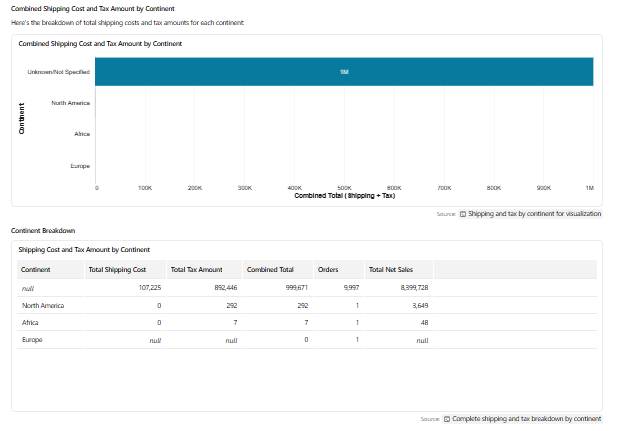 Combined Shipping Cost and Tax Amount by Continent
Here's the breakdown of total shipping costs and tax amounts for each continent:
Combined Shipping Cost and Tax Amount by Continent
Continent
Unknown/Not Specified
1M
North America
Africa
Europe
0 100K 200K 300K 400K 500K 600K 700K 800K 900K 1M
Combined Total (Shipping + Tax)
Source: Shipping and tax by continent for visualization
Continent Breakdown
Shipping Cost and Tax Amount by Continent
Continent Total Shipping Cost Total Tax Amount Combined Total Orders Total Net Sales
null 107,225 892,446 999,671 9,997 8,399,728
North America 0 292 292 1 3,649
Africa 0 7 7 1 48
Europe null null 0 1 null
Source: Complete shipping and tax breakdown by continent